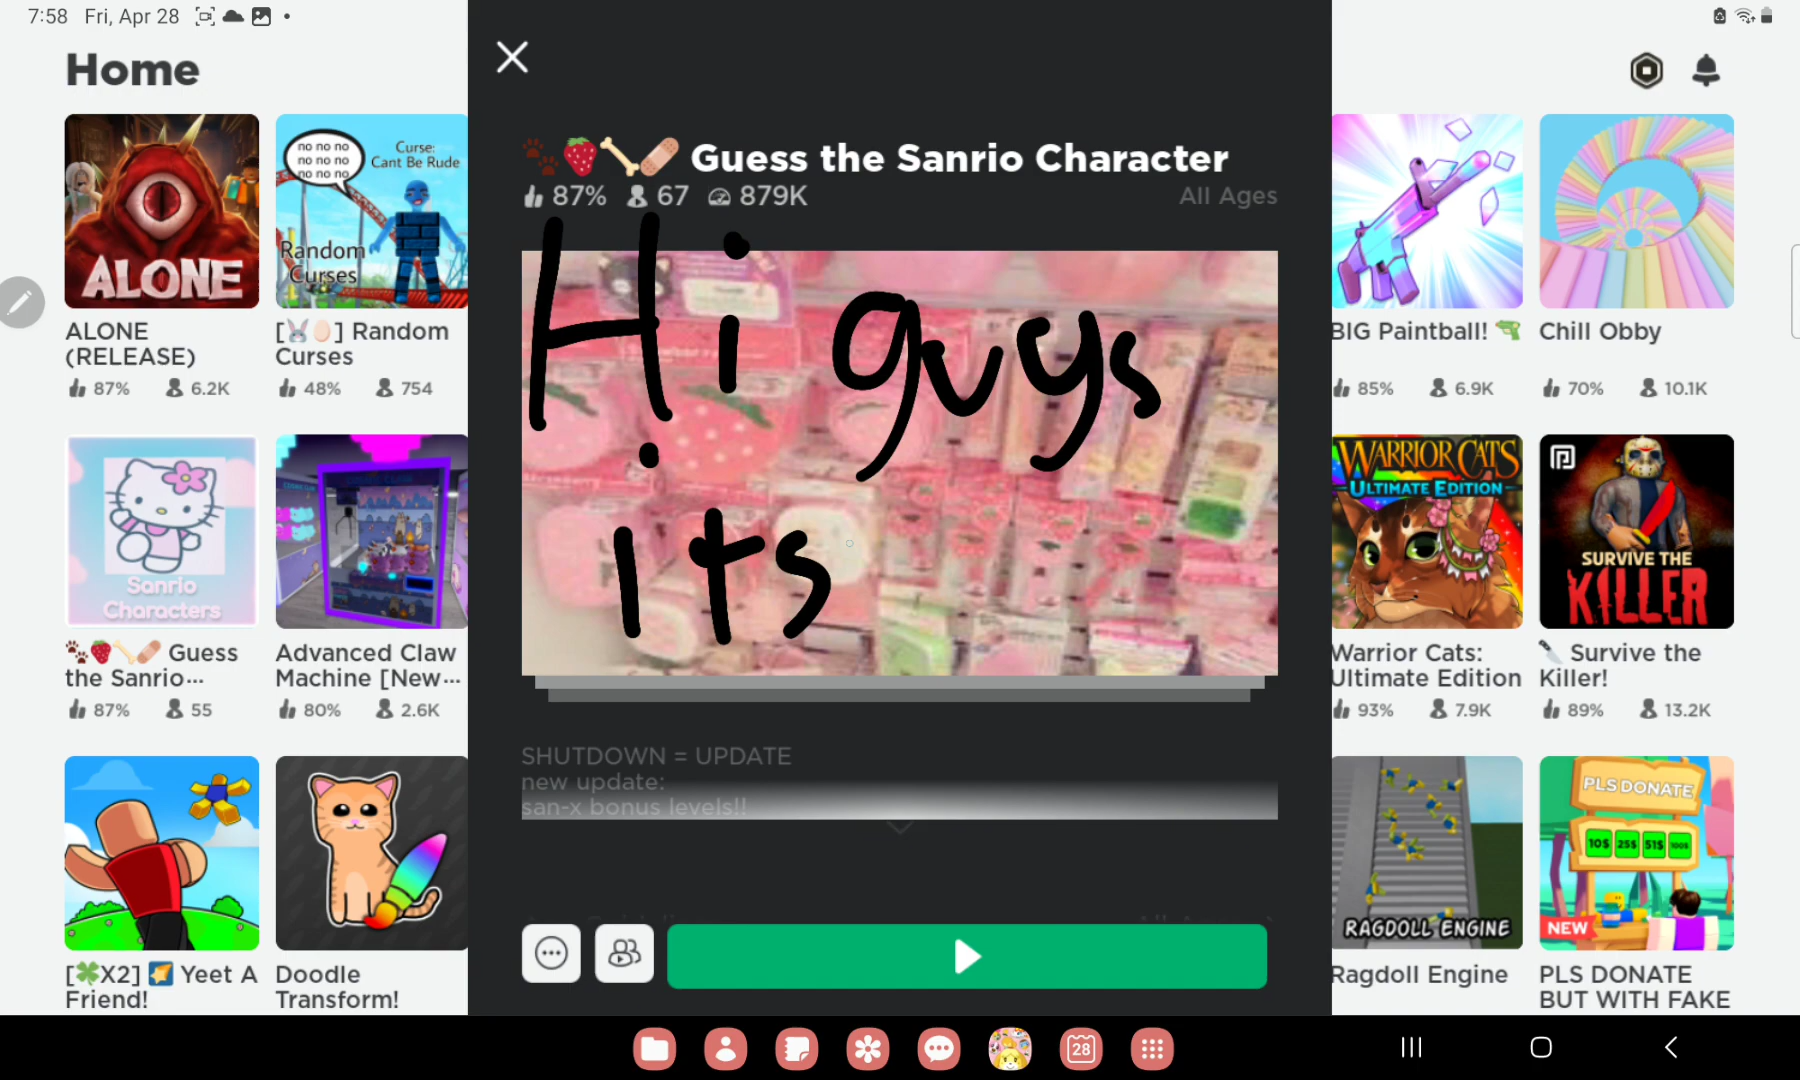 7:58 Fri, Apr 28
Home
no no no
no no no
no no no
Curse:
Cant Be Rude
Random
Curses
ALONE
ALONE
(RELEASE)
87% 6.2K
[🐰🥚] Random
Curses
48% 754
Sanrio
Characters
🐾🍓🦴🩹 Guess
the Sanrio...
87% 55
Advanced Claw
Machine [New...
80% 2.6K
[🍀X2] 🌠 Yeet A
Friend!
Doodle
Transform!
🐾🍓🦴🩹 Guess the Sanrio Character
87% 67 879K
All Ages
Hi guys
its
SHUTDOWN = UPDATE
new update:
san-x bonus levels!!
BIG Paintball! 🔫
85% 6.9K
Chill Obby
70% 10.1K
WARRIOR CATS
ULTIMATE EDITION
Warrior Cats:
Ultimate Edition
93% 7.9K
SURVIVE THE
KILLER
🔪 Survive the
Killer!
89% 13.2K
RAGDOLL ENGINE
Ragdoll Engine
PLS DONATE
10$ 25$ 51$ 100$
NEW
PLS DONATE
BUT WITH FAKE
28